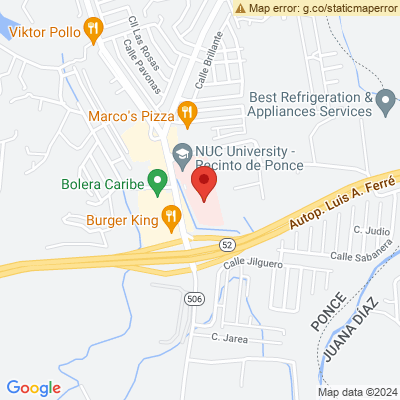 Map error: g.co/staticmaperror
Viktor Pollo
Cll Las Rosas
Calle Pavonas
Calle Brillante
Marco's Pizza
Best Refrigeration &
Appliances Services
NUC University -
Recinto de Ponce
Bolera Caribe
Burger King
Autop. Luis A. Ferré
52
C. Judio
Calle Sabanera
Calle Jilguero
506
PONCE
JUANA DÍAZ
C. Jarea
Google
Map data ©2024